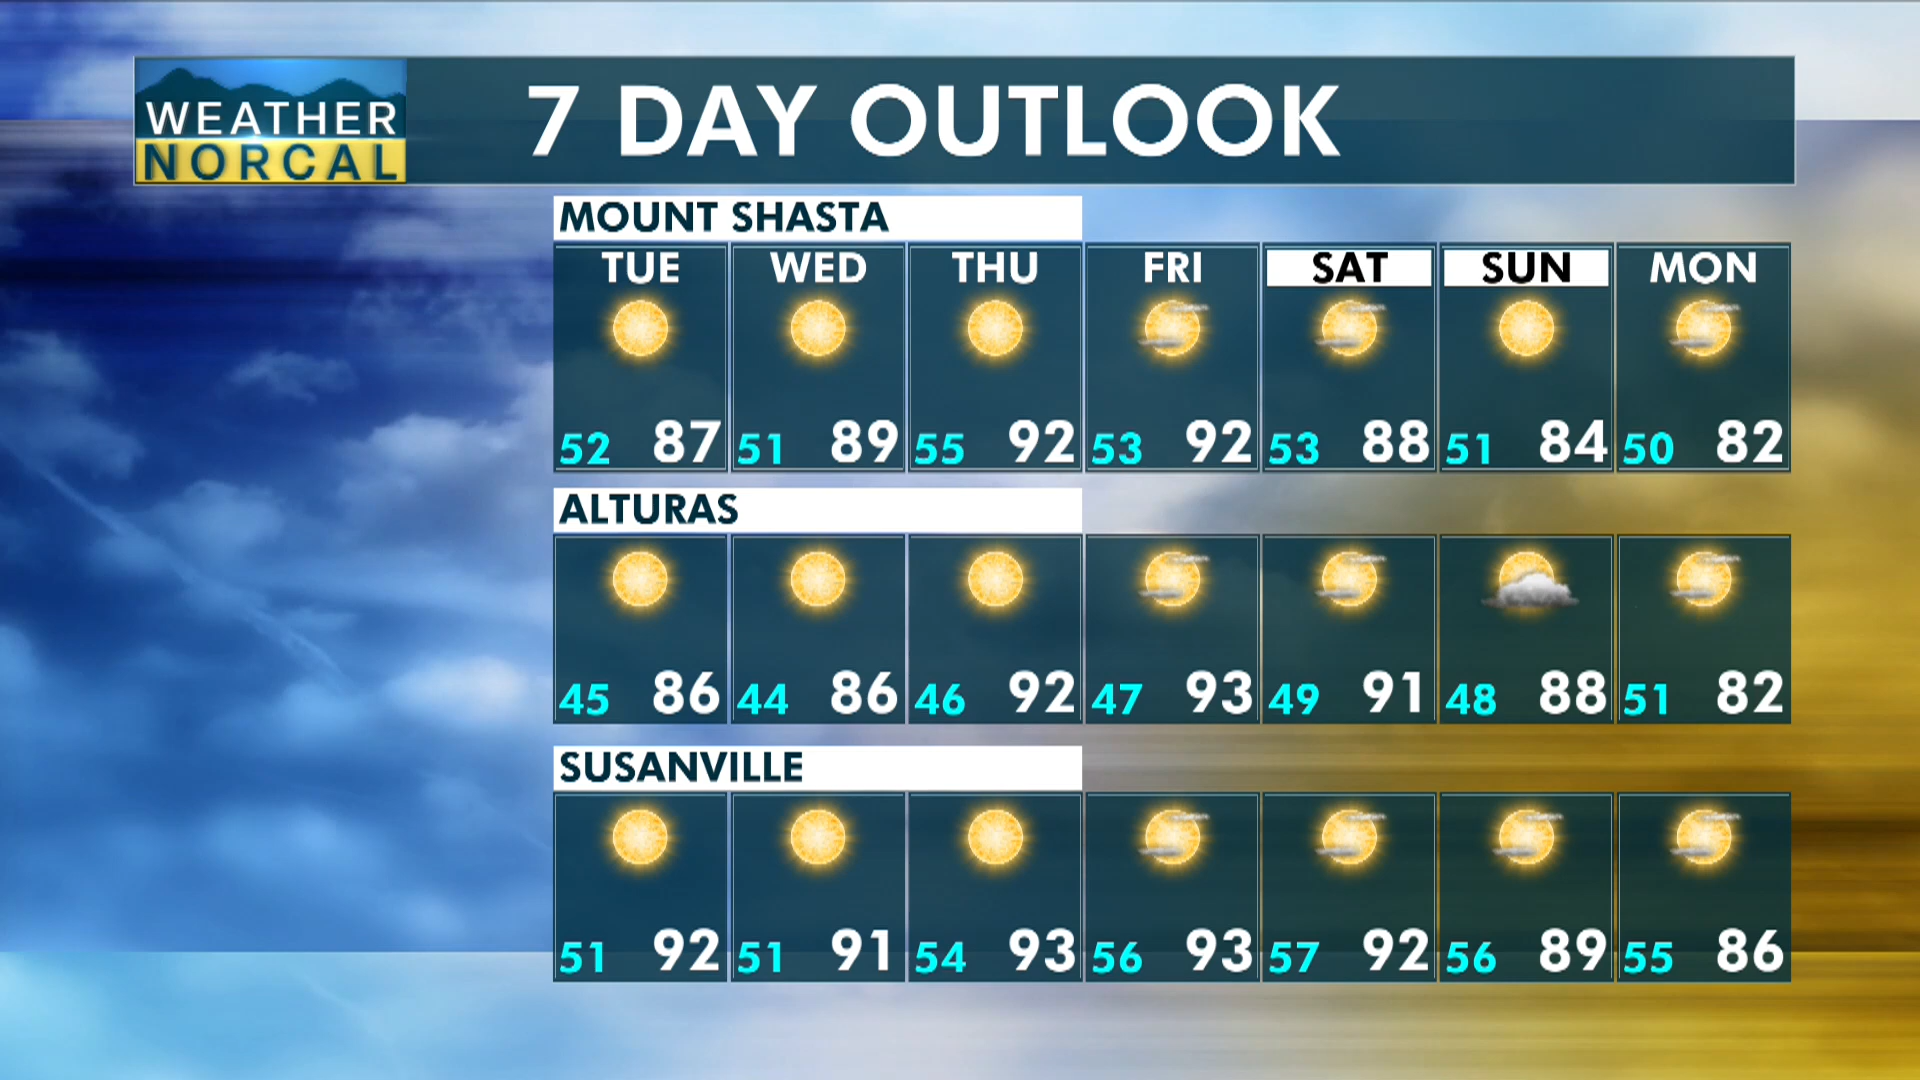 WEATHER
NORCAL
7 DAY OUTLOOK
MOUNT SHASTA
TUE WED THU FRI SAT SUN MON
52 87 51 89 55 92 53 92 53 88 51 84 50 82
ALTURAS
45 86 44 86 46 92 47 93 49 91 48 88 51 82
SUSANVILLE
51 92 51 91 54 93 56 93 57 92 56 89 55 86